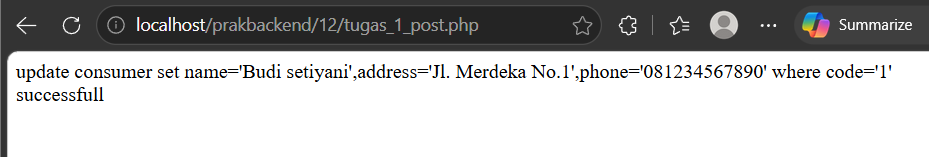 localhost/prakbackend/12/tugas_1_post.php
Summarize
update consumer set name='Budi setiyani',address='Jl. Merdeka No.1',phone='081234567890' where code='1'
successfull